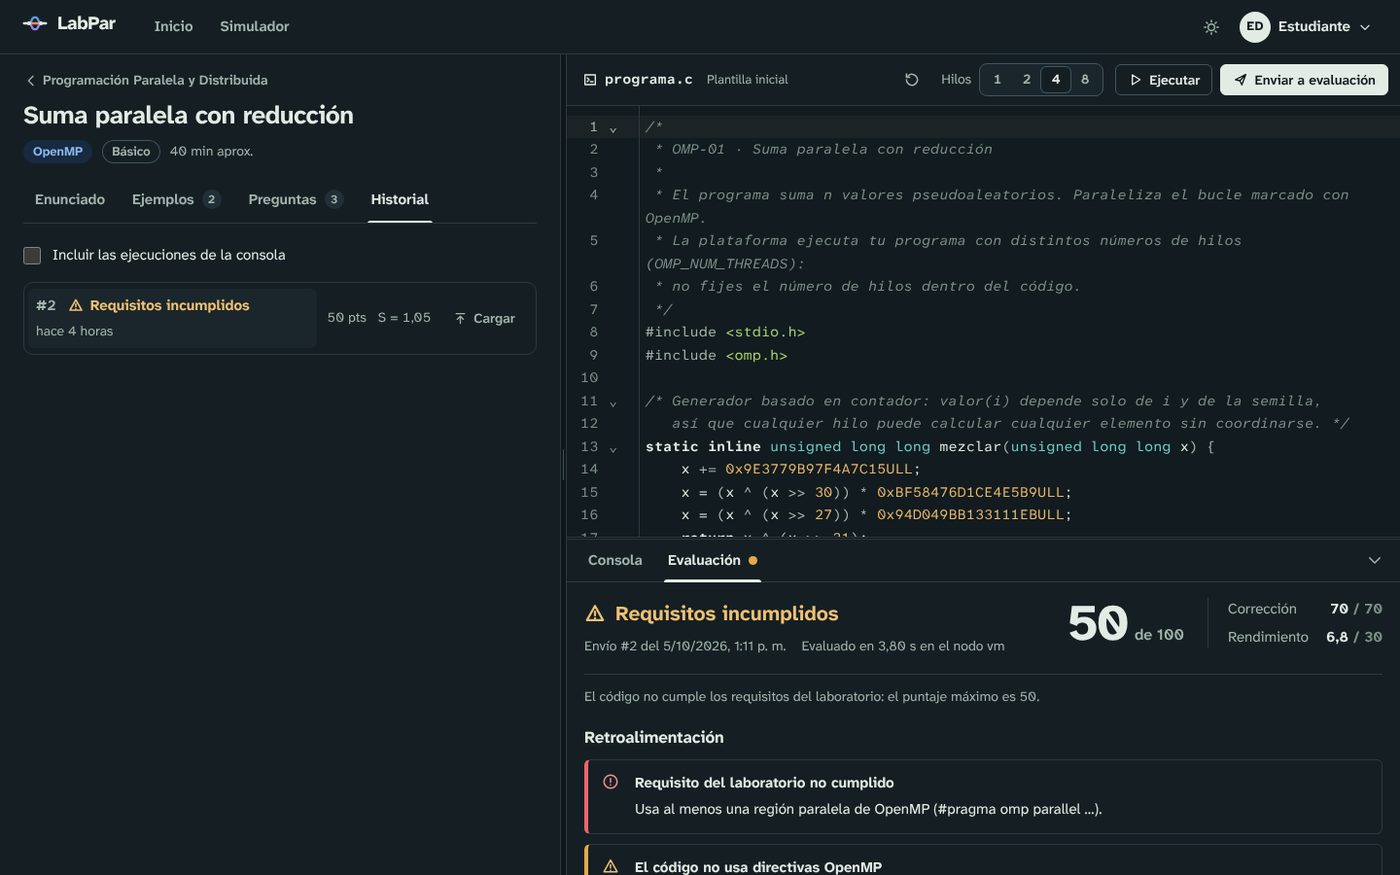 LabPar
Inicio
Simulador
ED
Estudiante
Programación Paralela y Distribuida
Suma paralela con reducción
OpenMP
Básico
40 min aprox.
Enunciado
Ejemplos 2
Preguntas 3
Historial
Incluir las ejecuciones de la consola
#2 Requisitos incumplidos
hace 4 horas
50 pts S = 1,05
Cargar
programa.c Plantilla inicial
Hilos 1 2 4 8
Ejecutar
Enviar a evaluación
1 /*
2  * OMP-01 · Suma paralela con reducción
3  *
4  * El programa suma n valores pseudoaleatorios. Paraleliza el bucle marcado con
OpenMP.
5  * La plataforma ejecuta tu programa con distintos números de hilos
(OMP_NUM_THREADS):
6  * no fijes el número de hilos dentro del código.
7  */
8 #include <stdio.h>
9 #include <omp.h>
10
11 /* Generador basado en contador: valor(i) depende solo de i y de la semilla,
12    así que cualquier hilo puede calcular cualquier elemento sin coordinarse. */
13 static inline unsigned long long mezclar(unsigned long long x) {
14     x += 0x9E3779B97F4A7C15ULL;
15     x = (x ^ (x >> 30)) * 0xBF58476D1CE4E5B9ULL;
16     x = (x ^ (x >> 27)) * 0x94D049BB133111EBULL;
17     return x ^ (x >> 31);
Consola
Evaluación
Requisitos incumplidos
Envío #2 del 5/10/2026, 1:11 p. m. Evaluado en 3,80 s en el nodo vm
50 de 100
Corrección 70 / 70
Rendimiento 6,8 / 30
El código no cumple los requisitos del laboratorio: el puntaje máximo es 50.
Retroalimentación
Requisito del laboratorio no cumplido
Usa al menos una región paralela de OpenMP (#pragma omp parallel ...).
El código no usa directivas OpenMP